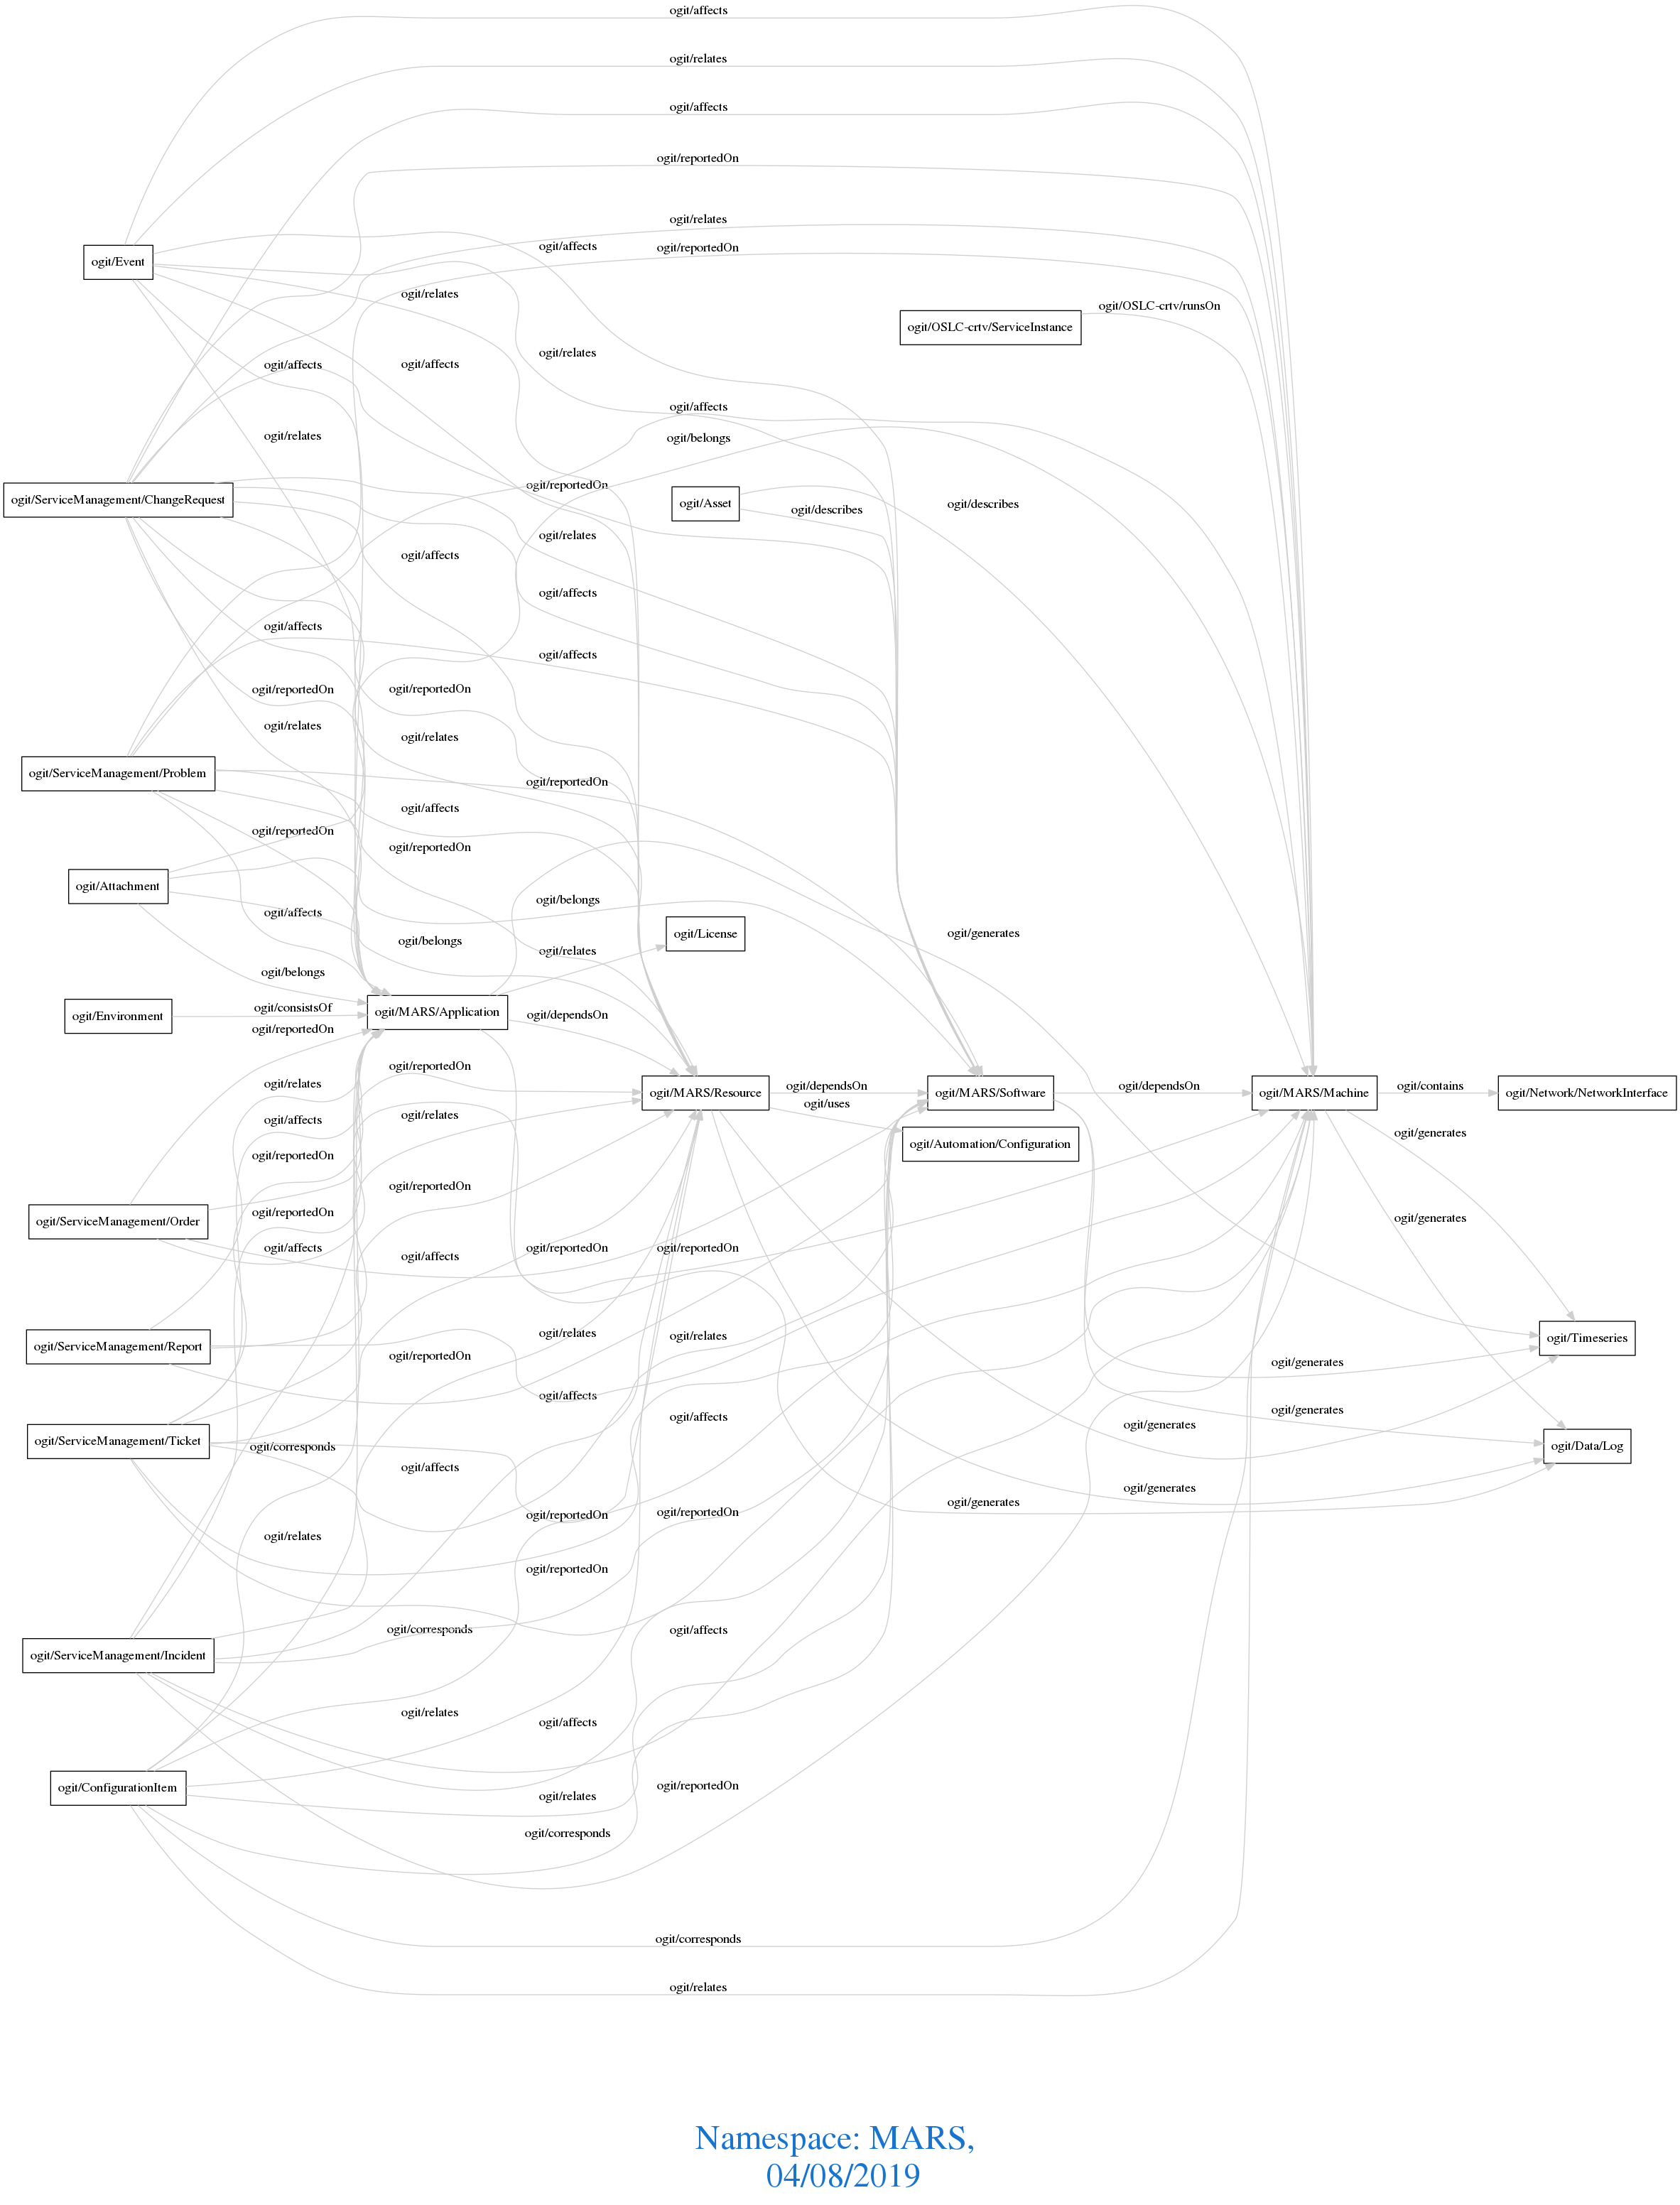 ogit/affects
ogit/relates
ogit/affects
ogit/reportedOn
ogit/relates
ogit/affects
ogit/reportedOn
ogit/Event
ogit/relates
ogit/OSLC-crtv/runsOn
ogit/OSLC-crtv/ServiceInstance
ogit/relates
ogit/affects
ogit/affects
ogit/affects
ogit/relates
ogit/belongs
ogit/reportedOn
ogit/ServiceManagement/ChangeRequest
ogit/Asset
ogit/describes
ogit/describes
ogit/relates
ogit/affects
ogit/affects
ogit/affects
ogit/affects
ogit/reportedOn
ogit/reportedOn
ogit/relates
ogit/relates
ogit/ServiceManagement/Problem
ogit/reportedOn
ogit/affects
ogit/reportedOn
ogit/reportedOn
ogit/Attachment
ogit/belongs
ogit/affects
ogit/License
ogit/generates
ogit/belongs
ogit/relates
ogit/belongs
ogit/Environment
ogit/consistsOf
ogit/MARS/Application
ogit/dependsOn
ogit/reportedOn
ogit/reportedOn
ogit/relates
ogit/MARS/Resource
ogit/dependsOn
ogit/MARS/Software
ogit/dependsOn
ogit/MARS/Machine
ogit/contains
ogit/Network/NetworkInterface
ogit/uses
ogit/affects
ogit/relates
ogit/generates
ogit/Automation/Configuration
ogit/reportedOn
ogit/reportedOn
ogit/reportedOn
ogit/ServiceManagement/Order
ogit/generates
ogit/affects
ogit/affects
ogit/reportedOn
ogit/reportedOn
ogit/ServiceManagement/Report
ogit/relates
ogit/relates
ogit/Timeseries
ogit/reportedOn
ogit/generates
ogit/affects
ogit/generates
ogit/affects
ogit/generates
ogit/ServiceManagement/Ticket
ogit/corresponds
ogit/Data/Log
ogit/affects
ogit/generates
ogit/generates
ogit/reportedOn
ogit/reportedOn
ogit/relates
ogit/reportedOn
ogit/corresponds
ogit/affects
ogit/ServiceManagement/Incident
ogit/relates
ogit/affects
ogit/ConfigurationItem
ogit/relates
ogit/reportedOn
ogit/corresponds
ogit/corresponds
ogit/relates
Namespace: MARS,
04/08/2019